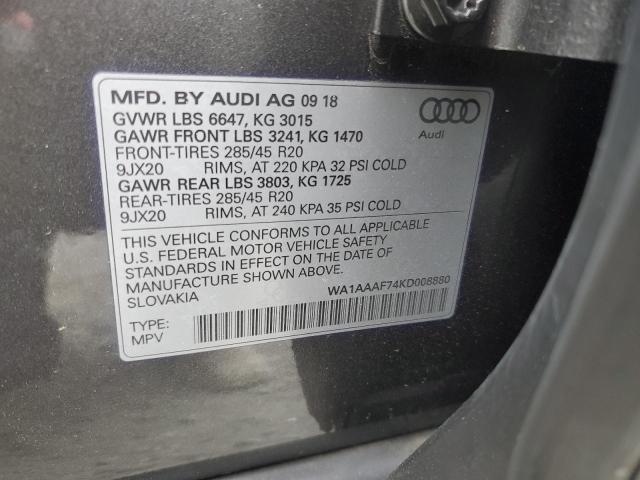 MFD. BY AUDI AG 09 18
GVWR LBS 6647, KG 3015
GAWR FRONT LBS 3241, KG 1470
FRONT-TIRES 285/45 R20
9JX20 RIMS, AT 220 KPA 32 PSI COLD
GAWR REAR LBS 3803, KG 1725
REAR-TIRES 285/45 R20
9JX20 RIMS, AT 240 KPA 35 PSI COLD
Audi
THIS VEHICLE CONFORMS TO ALL APPLICABLE
U.S. FEDERAL MOTOR VEHICLE SAFETY
STANDARDS IN EFFECT ON THE DATE OF
MANUFACTURE SHOWN ABOVE.
SLOVAKIA
WA1AAAF74KD008880
TYPE:
MPV